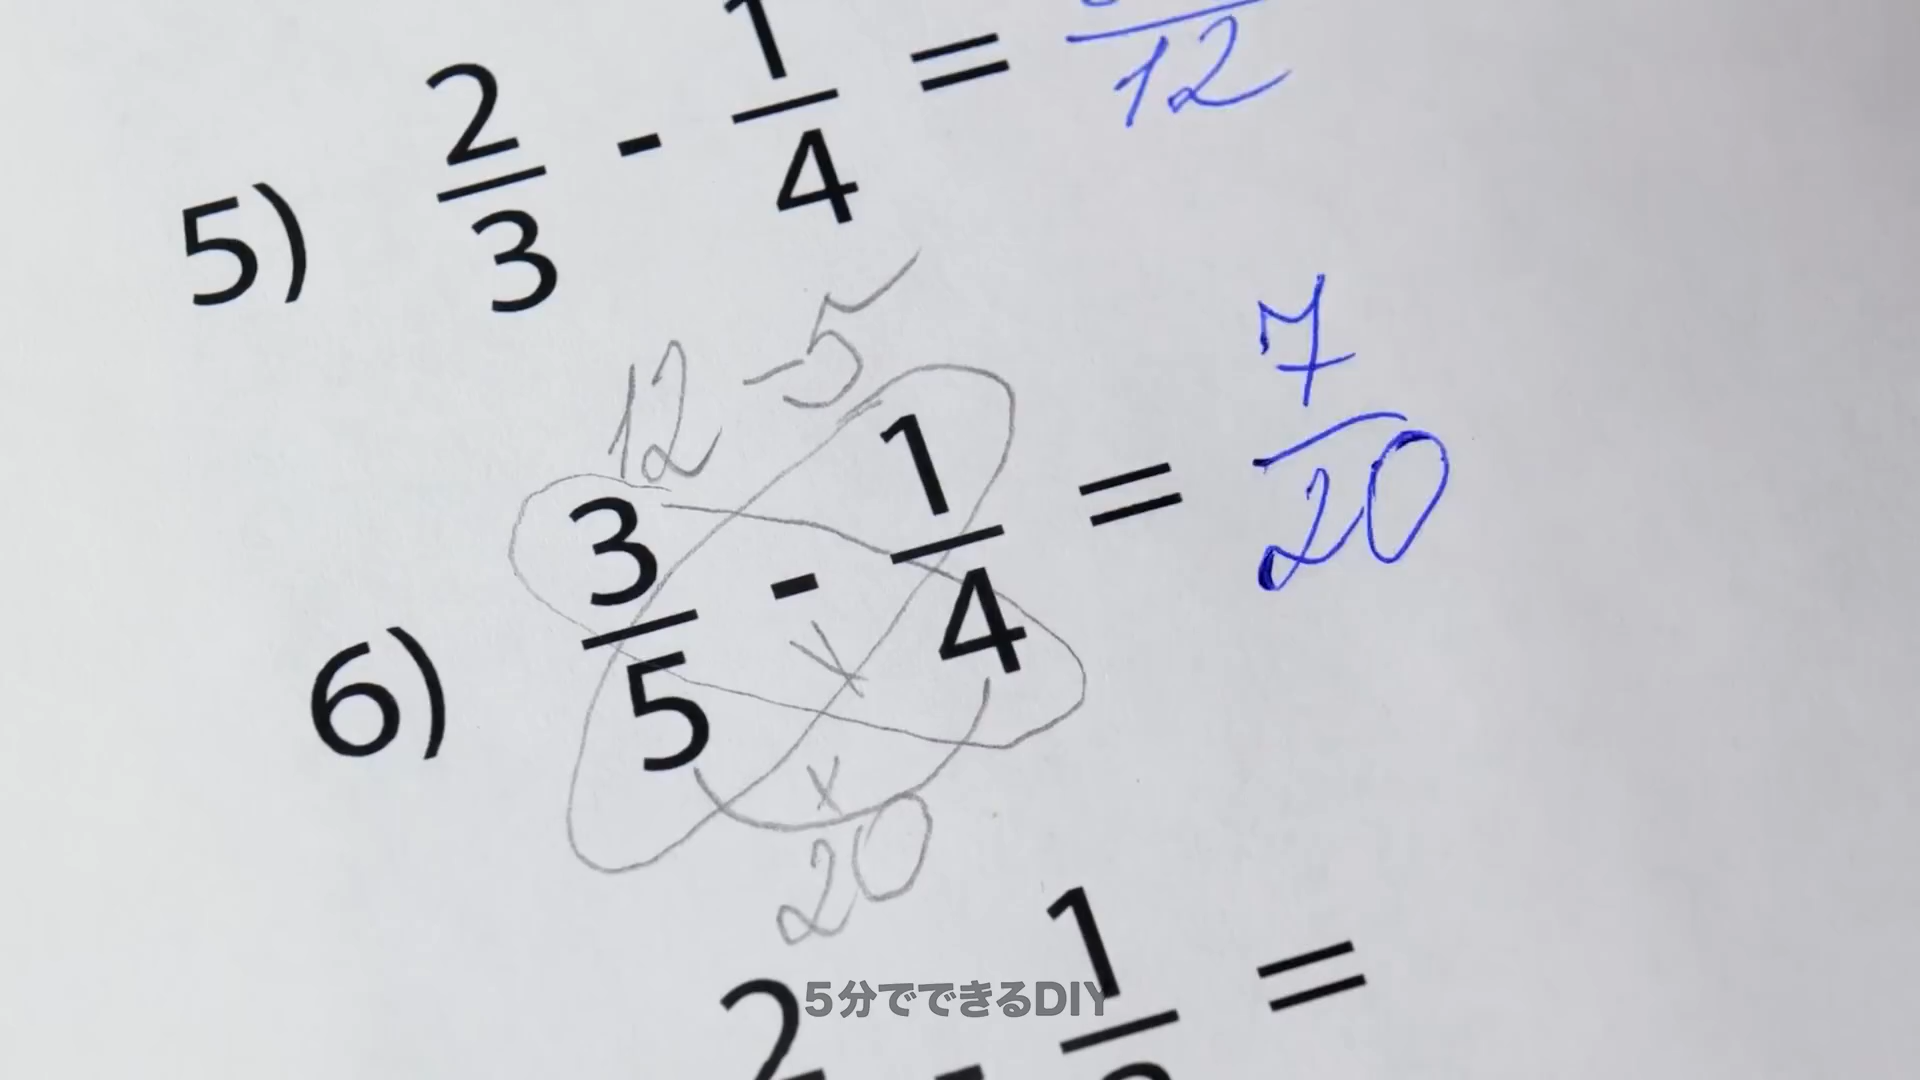 5) 2/3 - 1/4 = /12
12 - 5
6) 3/5 - 1/4 = 7/20
x
x
20
2 - 1 =
5分でできるDIY